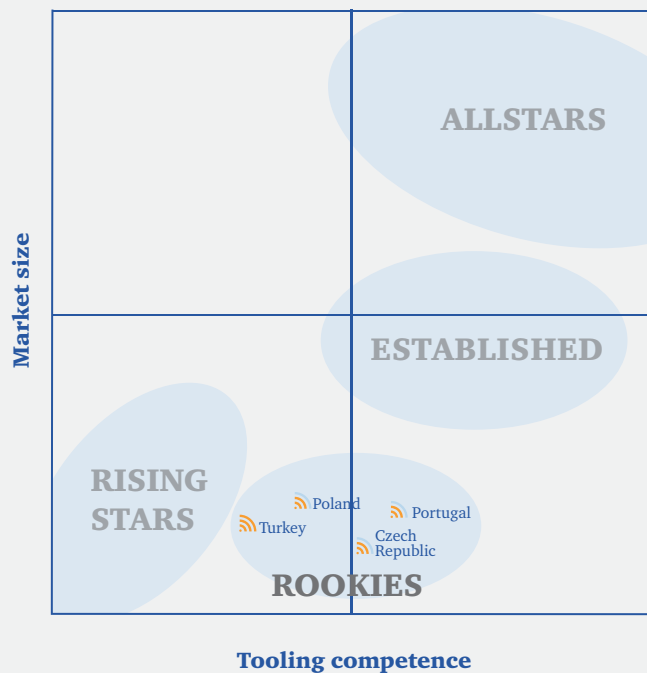 ALLSTARS
Market size
ESTABLISHED
RISING
STARS
Poland
Portugal
Turkey
Czech
Republic
ROOKIES
Tooling competence